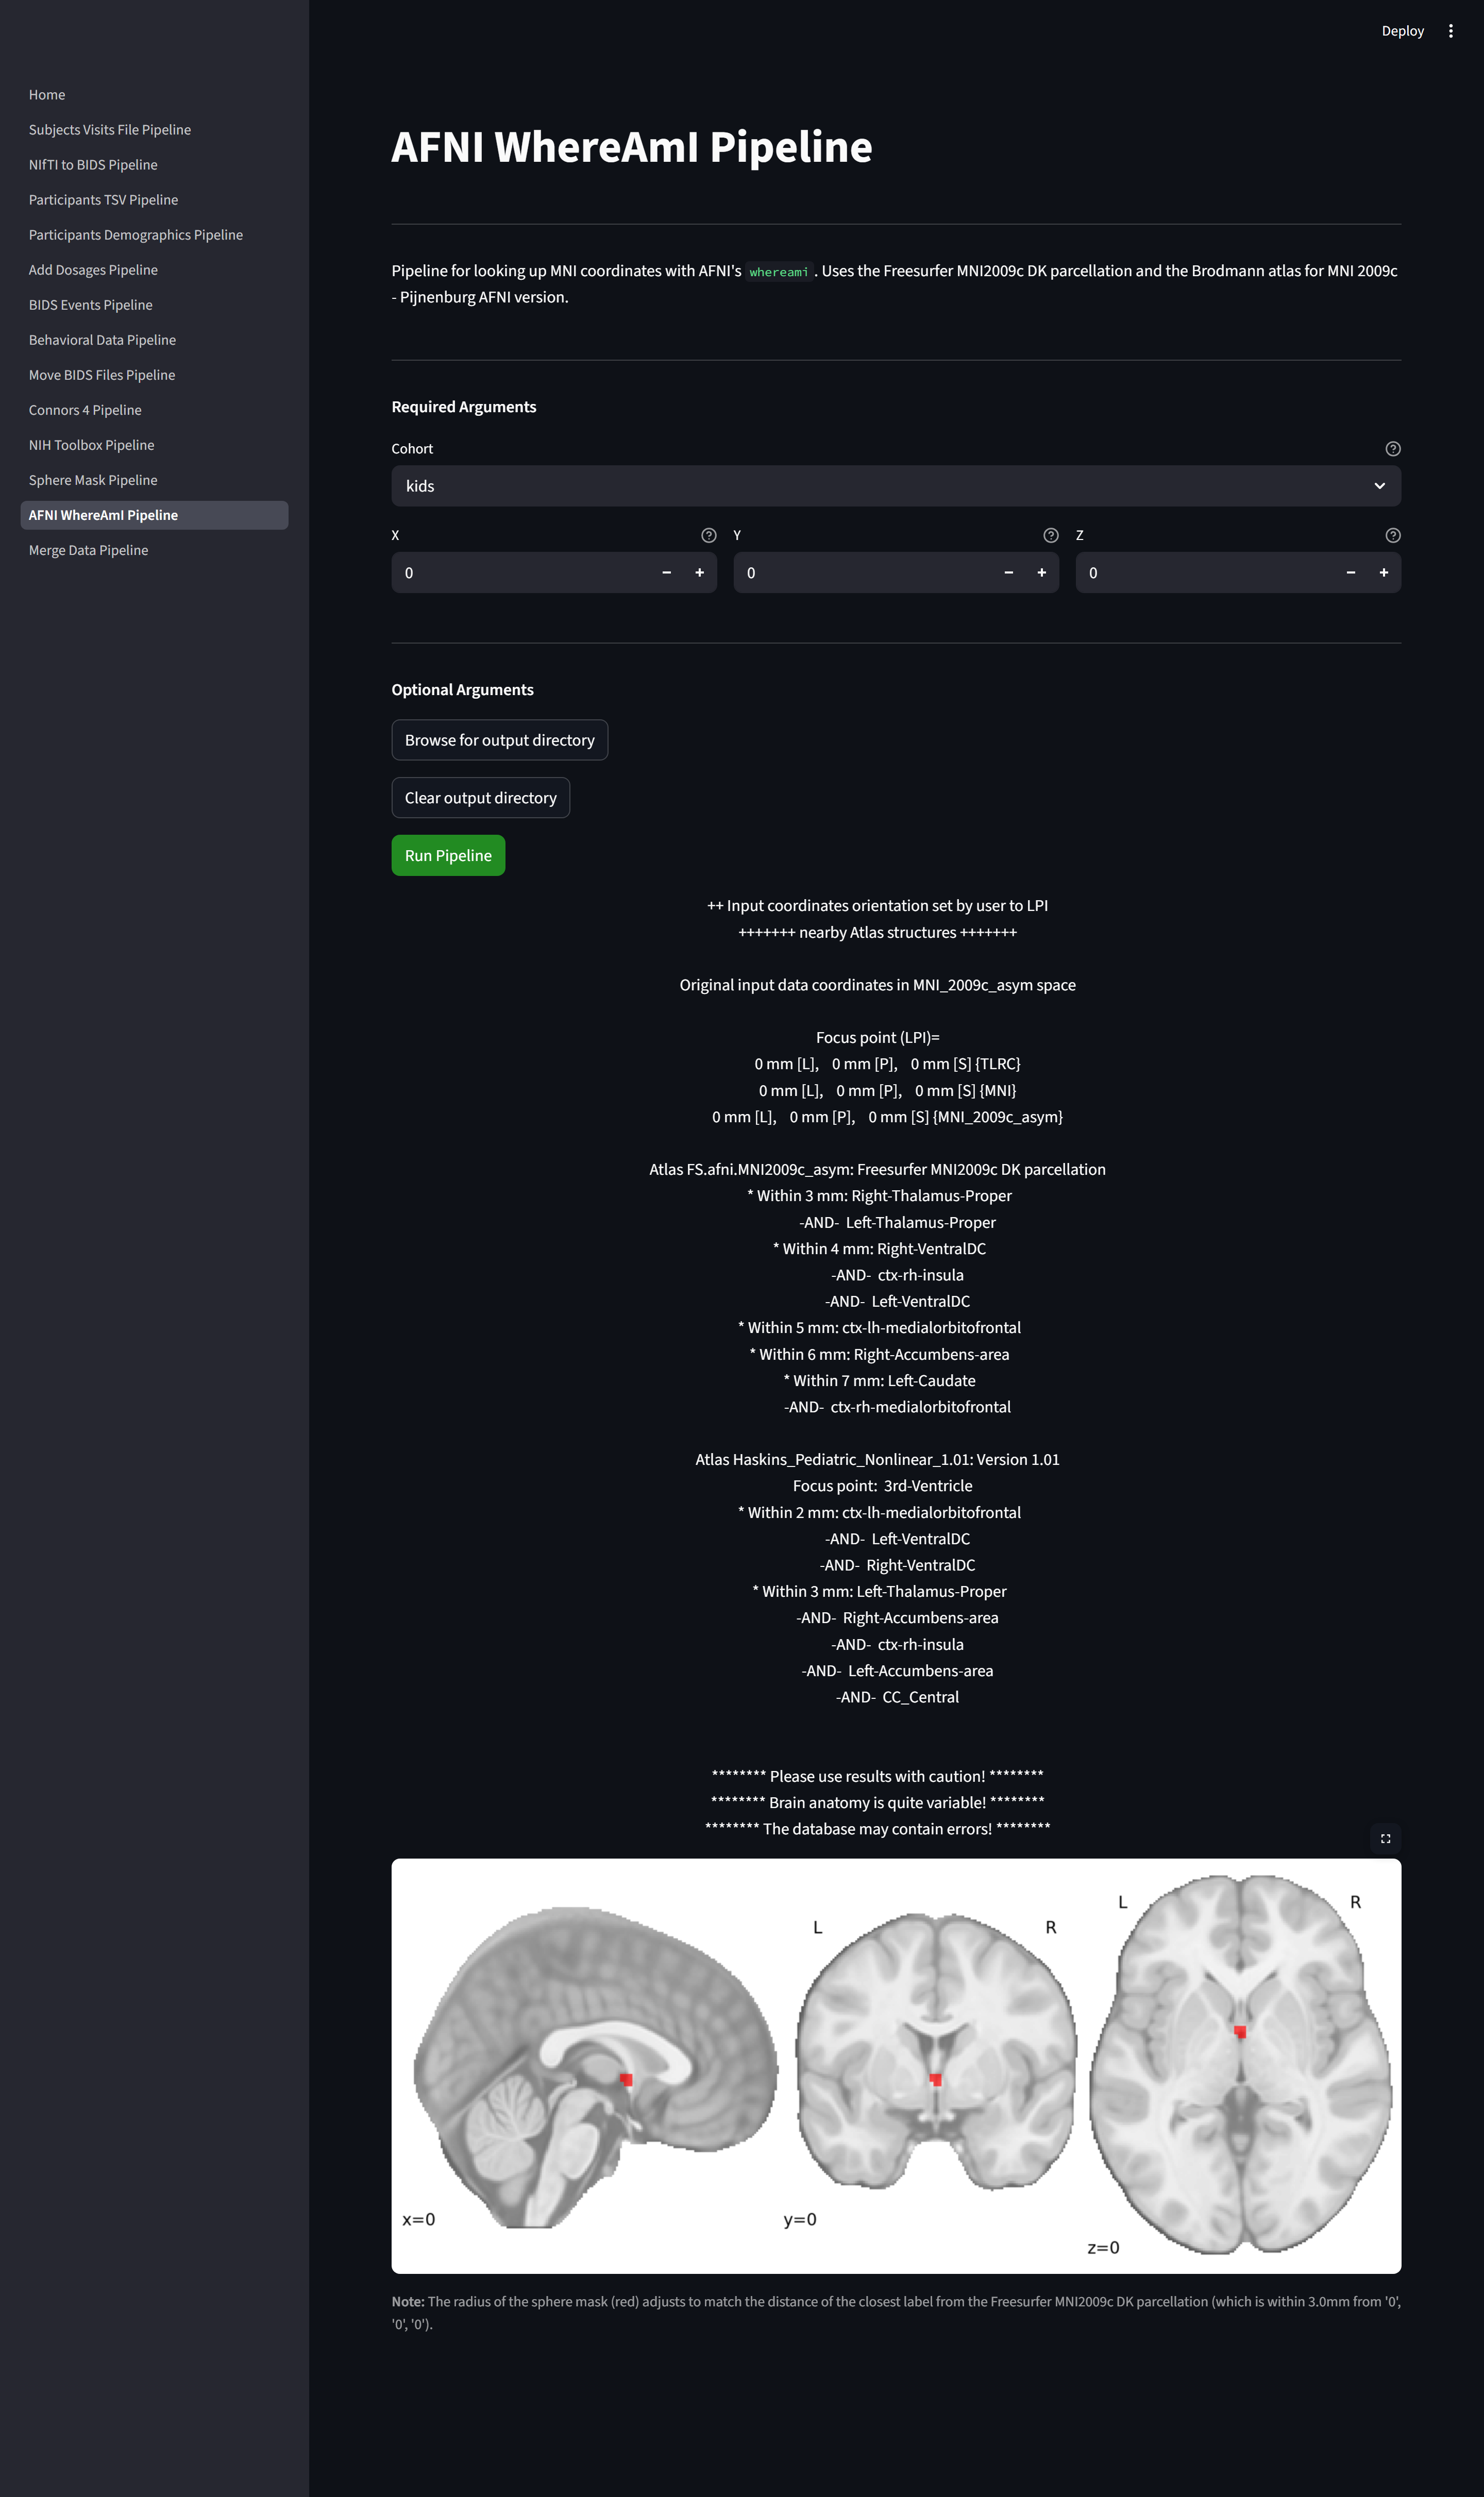 Deploy
Home
Subjects Visits File Pipeline
NIfTI to BIDS Pipeline
Participants TSV Pipeline
Participants Demographics Pipeline
Add Dosages Pipeline
BIDS Events Pipeline
Behavioral Data Pipeline
Move BIDS Files Pipeline
Connors 4 Pipeline
NIH Toolbox Pipeline
Sphere Mask Pipeline
AFNI WhereAmI Pipeline
Merge Data Pipeline
AFNI WhereAmI Pipeline
Pipeline for looking up MNI coordinates with AFNI's whereami. Uses the Freesurfer MNI2009c DK parcellation and the Brodmann atlas for MNI 2009c
- Pijnenburg AFNI version.
Required Arguments
Cohort
kids
X Y Z
0 − + 0 − + 0 − +
Optional Arguments
Browse for output directory
Clear output directory
Run Pipeline
++ Input coordinates orientation set by user to LPI
+++++++ nearby Atlas structures +++++++
Original input data coordinates in MNI_2009c_asym space
Focus point (LPI)=
0 mm [L], 0 mm [P], 0 mm [S] {TLRC}
0 mm [L], 0 mm [P], 0 mm [S] {MNI}
0 mm [L], 0 mm [P], 0 mm [S] {MNI_2009c_asym}
Atlas FS.afni.MNI2009c_asym: Freesurfer MNI2009c DK parcellation
* Within 3 mm: Right-Thalamus-Proper
-AND- Left-Thalamus-Proper
* Within 4 mm: Right-VentralDC
-AND- ctx-rh-insula
-AND- Left-VentralDC
* Within 5 mm: ctx-lh-medialorbitofrontal
* Within 6 mm: Right-Accumbens-area
* Within 7 mm: Left-Caudate
-AND- ctx-rh-medialorbitofrontal
Atlas Haskins_Pediatric_Nonlinear_1.01: Version 1.01
Focus point: 3rd-Ventricle
* Within 2 mm: ctx-lh-medialorbitofrontal
-AND- Left-VentralDC
-AND- Right-VentralDC
* Within 3 mm: Left-Thalamus-Proper
-AND- Right-Accumbens-area
-AND- ctx-rh-insula
-AND- Left-Accumbens-area
-AND- CC_Central
******** Please use results with caution! ********
******** Brain anatomy is quite variable! ********
******** The database may contain errors! ********
L R
L R
x=0
y=0
z=0
Note: The radius of the sphere mask (red) adjusts to match the distance of the closest label from the Freesurfer MNI2009c DK parcellation (which is within 3.0mm from '0',
'0', '0').